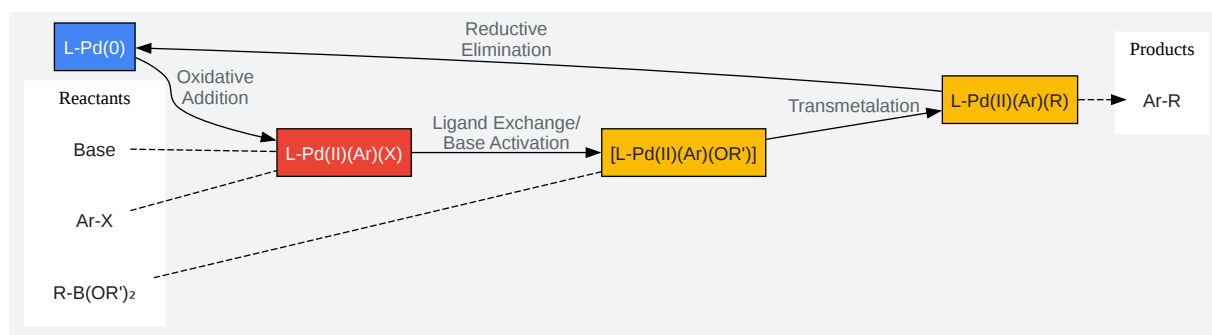 L-Pd(0)
Reductive
Elimination
Products
Oxidative
Addition
L-Pd(II)(Ar)(R)
Ar-R
Reactants
Transmetalation
Ligand Exchange/
Base Activation
Base
L-Pd(II)(Ar)(X)
[L-Pd(II)(Ar)(OR')]
Ar-X
R-B(OR')₂